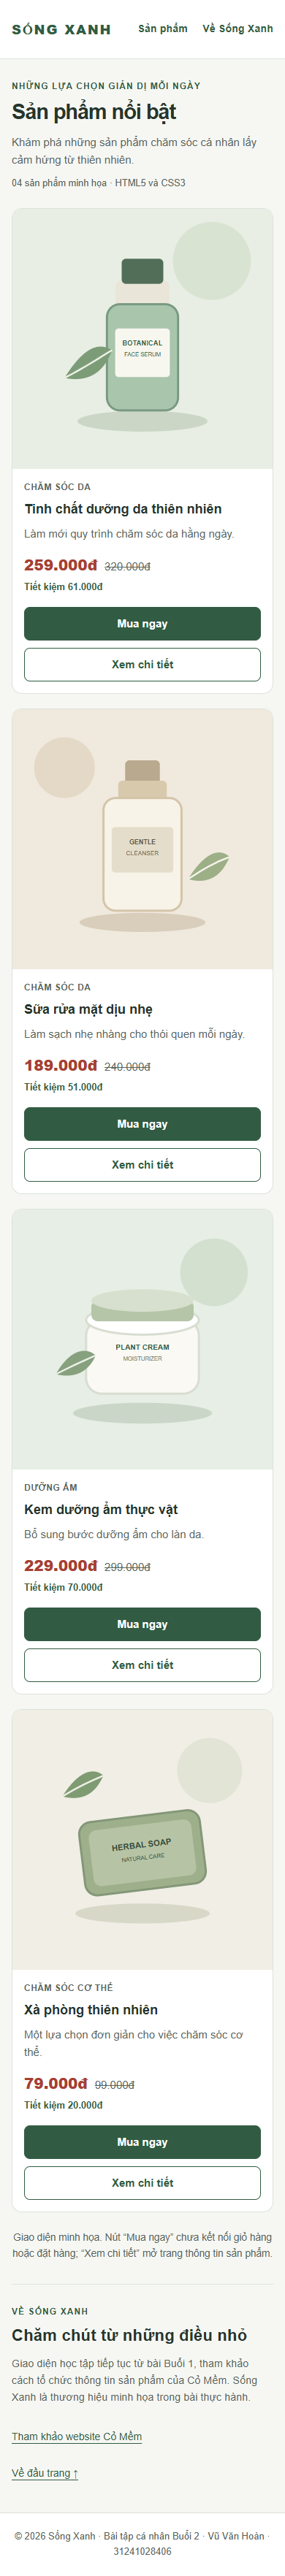 SỐNG XANH
Sản phẩm Về Sống Xanh
NHỮNG LỰA CHỌN GIẢN DỊ MỖI NGÀY
Sản phẩm nổi bật
Khám phá những sản phẩm chăm sóc cá nhân lấy
cảm hứng từ thiên nhiên.
04 sản phẩm minh họa · HTML5 và CSS3
BOTANICAL
FACE SERUM
CHĂM SÓC DA
Tinh chất dưỡng da thiên nhiên
Làm mới quy trình chăm sóc da hằng ngày.
259.000đ 320.000đ
Tiết kiệm 61.000đ
Mua ngay
Xem chi tiết
GENTLE
CLEANSER
CHĂM SÓC DA
Sữa rửa mặt dịu nhẹ
Làm sạch nhẹ nhàng cho thói quen mỗi ngày.
189.000đ 240.000đ
Tiết kiệm 51.000đ
Mua ngay
Xem chi tiết
PLANT CREAM
MOISTURIZER
DƯỠNG ẨM
Kem dưỡng ẩm thực vật
Bổ sung bước dưỡng ẩm cho làn da.
229.000đ 299.000đ
Tiết kiệm 70.000đ
Mua ngay
Xem chi tiết
HERBAL SOAP
NATURAL CARE
CHĂM SÓC CƠ THỂ
Xà phòng thiên nhiên
Một lựa chọn đơn giản cho việc chăm sóc cơ
thể.
79.000đ 99.000đ
Tiết kiệm 20.000đ
Mua ngay
Xem chi tiết
Giao diện minh họa. Nút “Mua ngay” chưa kết nối giỏ hàng
hoặc đặt hàng; “Xem chi tiết” mở trang thông tin sản phẩm.
VỀ SỐNG XANH
Chăm chút từ những điều nhỏ
Giao diện học tập tiếp tục từ bài Buổi 1, tham khảo
cách tổ chức thông tin sản phẩm của Cỏ Mềm. Sống
Xanh là thương hiệu minh họa trong bài thực hành.
Tham khảo website Cỏ Mềm
Về đầu trang ↑
© 2026 Sống Xanh · Bài tập cá nhân Buổi 2 · Vũ Văn Hoàn ·
31241028406